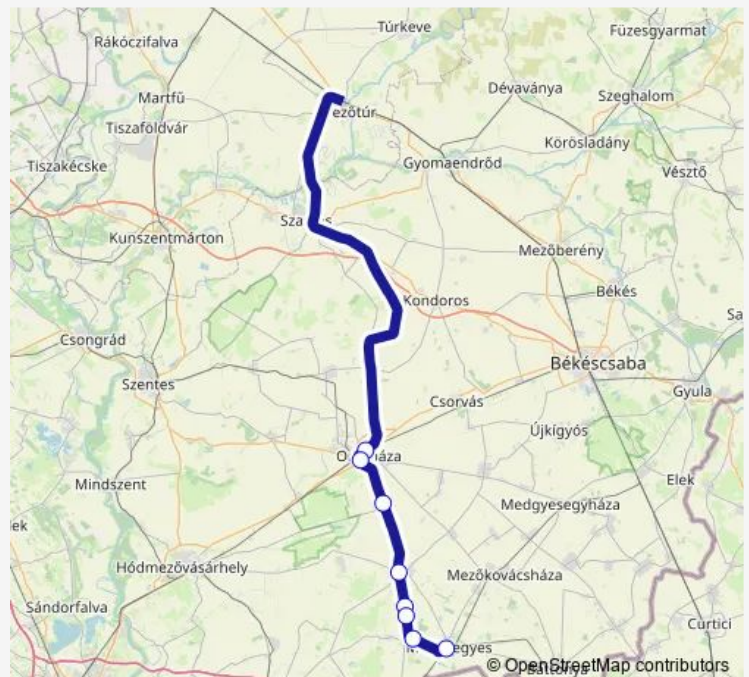 Túrkeve
Füzesgyarmat
Rákóczifalva
Martfű
Dévaványa
Szeghalom
ezőtúr
Tiszaföldvár
Körösladány
Tiszakécske
Gyomaendrőd
Vésztő
Kunszentmárton
Mezőberény
Kondoros
Békés
Csongrád
Békéscsaba
Szentes
Gyula
Csorvás
Újkígyós
Elek
Mindszent
Medgyesegyháza
Hódmezővásárhely
Mezőkovácsháza
Sándorfalva
Curtici
egyes
© OpenStreetMap contributors